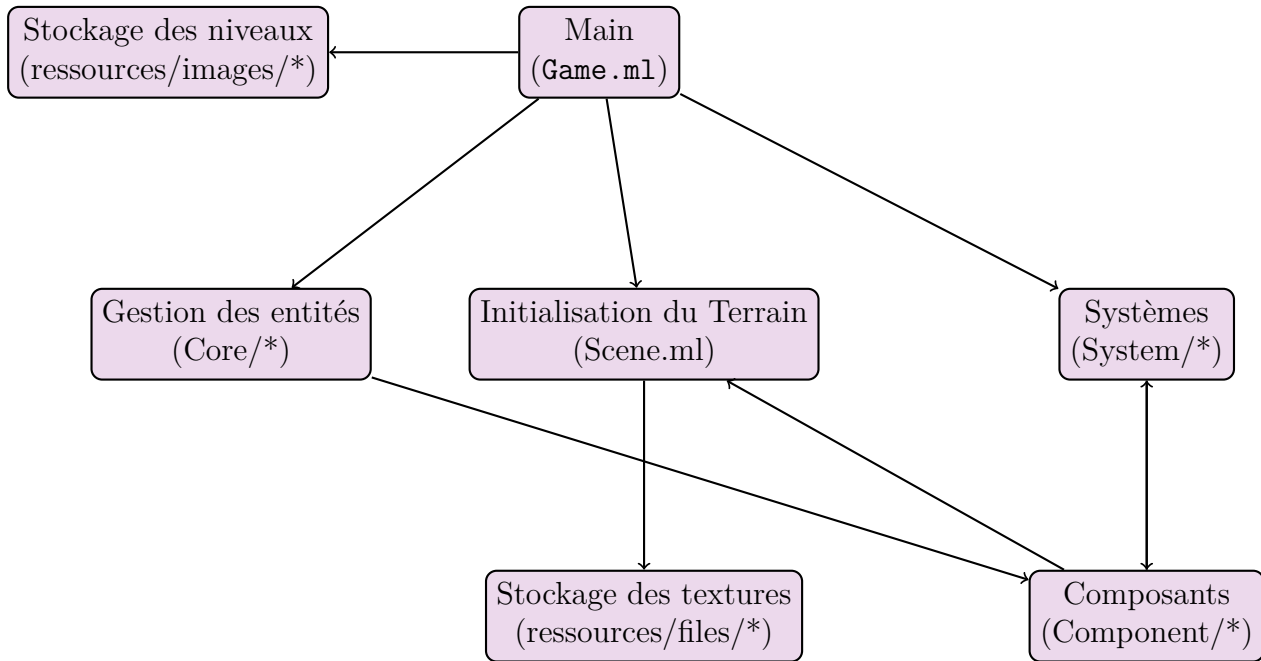 Stockage des niveaux
(ressources/images/*)
Main
(Game.ml)
Gestion des entités
(Core/*)
Initialisation du Terrain
(Scene.ml)
Systèmes
(System/*)
Stockage des textures
(ressources/files/*)
Composants
(Component/*)